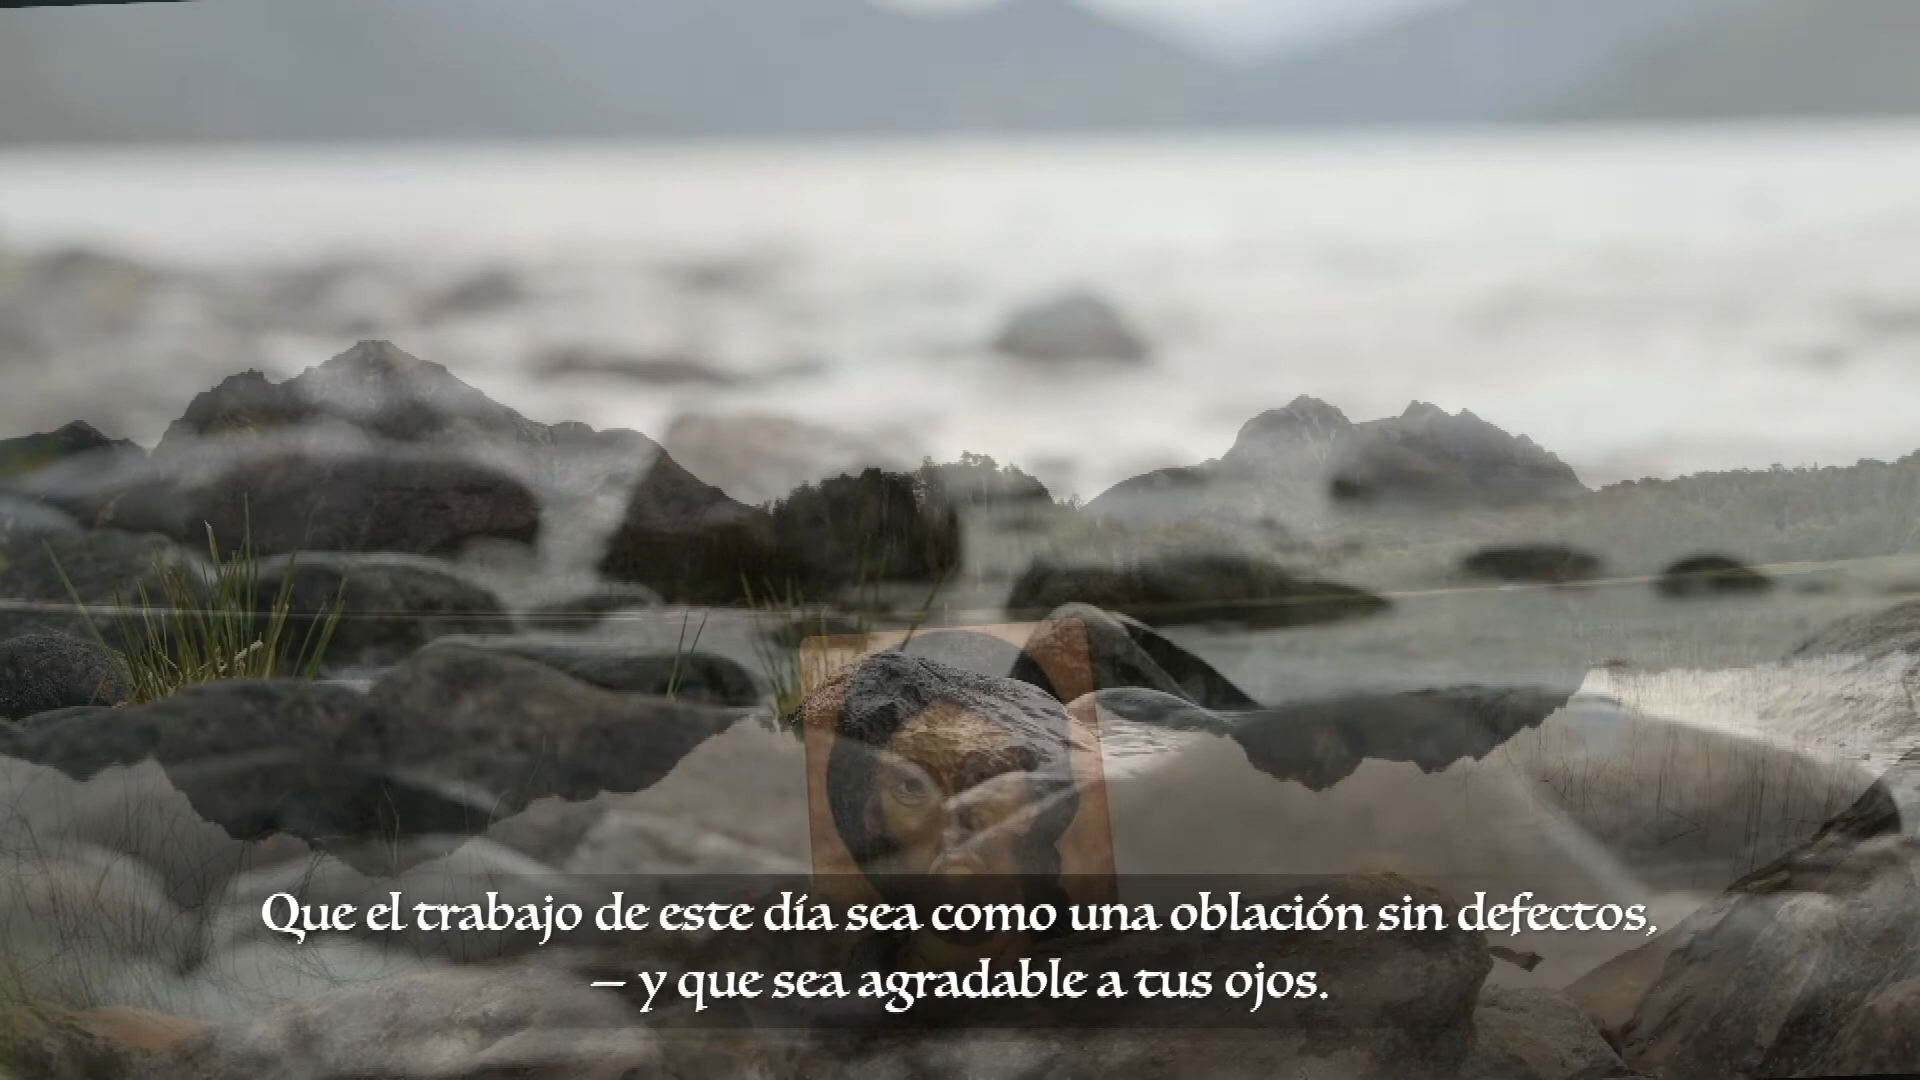 Que el trabajo de este día sea como una oblación sin defectos,
– y que sea agradable a tus ojos.